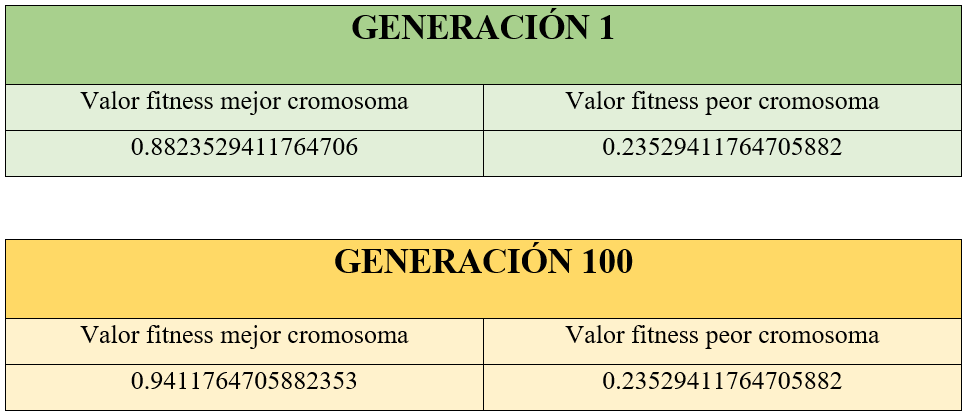 GENERACIÓN 1
Valor fitness mejor cromosoma
Valor fitness peor cromosoma
0.8823529411764706
0.23529411764705882
GENERACIÓN 100
Valor fitness mejor cromosoma
Valor fitness peor cromosoma
0.9411764705882353
0.23529411764705882